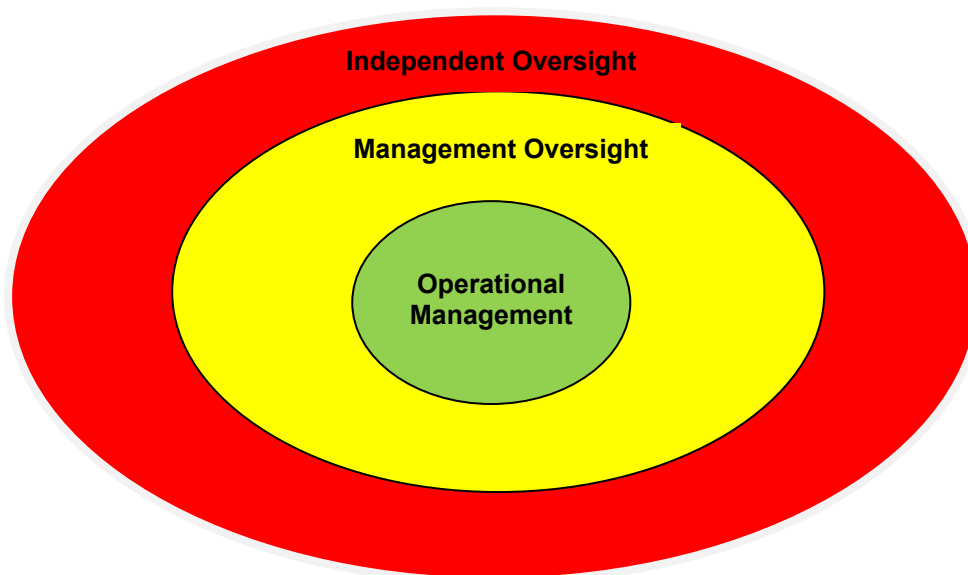 Independent Oversight
Management Oversight
Operational
Management